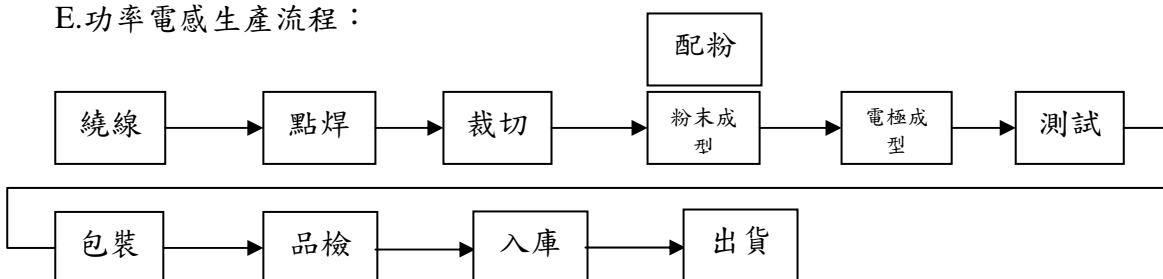 E.功率電感生產流程：
配粉
繞線
點焊
裁切
粉末成
型
電極成
型
測試
包裝
品檢
入庫
出貨